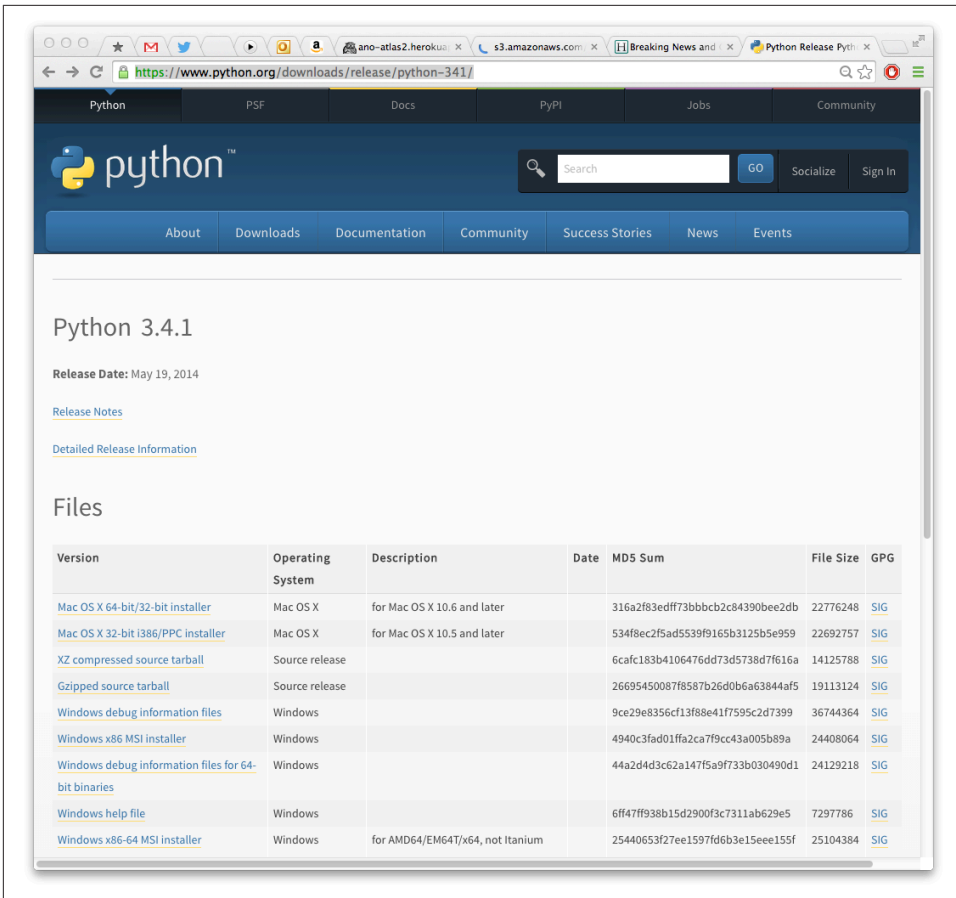 ano-atlas2.herokua
s3.amazonaws.com
Breaking News and
Python Release Pyth
https://www.python.org/downloads/release/python-341/
Python PSF Docs PyPI Jobs Community
python™
Search GO Socialize Sign In
About Downloads Documentation Community Success Stories News Events
Python 3.4.1
Release Date: May 19, 2014
Release Notes
Detailed Release Information
Files
Version Operating System Description Date MD5 Sum File Size GPG
Mac OS X 64-bit/32-bit installer Mac OS X for Mac OS X 10.6 and later 316a2f83edff73bbbcb2c84390bee2db 22776248 SIG
Mac OS X 32-bit i386/PPC installer Mac OS X for Mac OS X 10.5 and later 534f8ec2f5ad5539f9165b3125b5e959 22692757 SIG
XZ compressed source tarball Source release 6cafc183b4106476dd73d5738d7f616a 14125788 SIG
Gzipped source tarball Source release 26695450087f8587b26d0b6a63844af5 19113124 SIG
Windows debug information files Windows 9ce29e8356cf13f88e41f7595c2d7399 36744364 SIG
Windows x86 MSI installer Windows 4940c3fad01ffa2ca7f9cc43a005b89a 24408064 SIG
Windows debug information files for 64-
bit binaries Windows 44a2d4d3c62a147f5a9f733b030490d1 24129218 SIG
Windows help file Windows 6ff47ff938b15d2900f3c7311ab629e5 7297786 SIG
Windows x86-64 MSI installer Windows for AMD64/EM64T/x64, not Itanium 25440653f27ee1597fd6b3e15eee155f 25104384 SIG